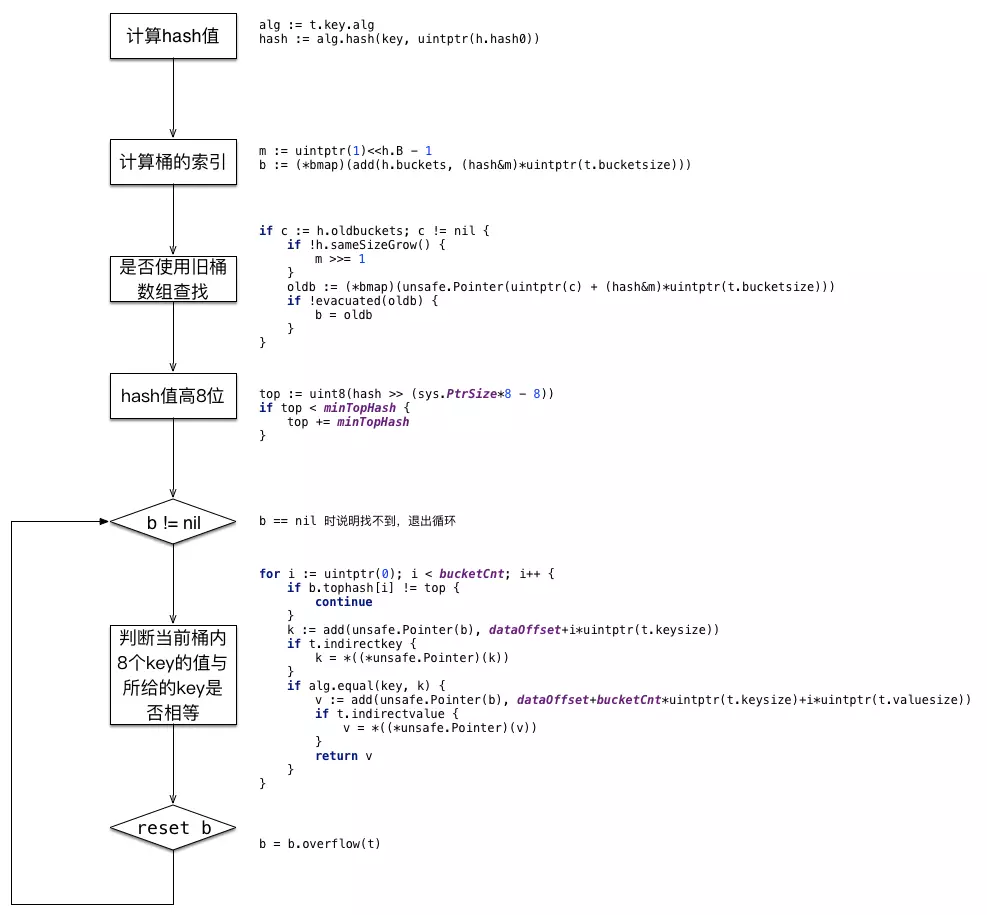 计算hash值
alg := t.key.alg
hash := alg.hash(key, uintptr(h.hash0))
计算桶的索引
m := uintptr(1)<<h.B - 1
b := (*bmap)(add(h.buckets, (hash&m)*uintptr(t.bucketsize)))
是否使用旧桶
数组查找
if c := h.oldbuckets; c != nil {
    if !h.sameSizeGrow() {
        m >>= 1
    }
    oldb := (*bmap)(unsafe.Pointer(uintptr(c) + (hash&m)*uintptr(t.bucketsize)))
    if !evacuated(oldb) {
        b = oldb
    }
}
hash值高8位
top := uint8(hash >> (sys.PtrSize*8 - 8))
if top < minTopHash {
    top += minTopHash
}
b != nil
b == nil 时说明找不到，退出循环
判断当前桶内
8个key的值与
所给的key是
否相等
for i := uintptr(0); i < bucketCnt; i++ {
    if b.tophash[i] != top {
        continue
    }
    k := add(unsafe.Pointer(b), dataOffset+i*uintptr(t.keysize))
    if t.indirectkey {
        k = *((*unsafe.Pointer)(k))
    }
    if alg.equal(key, k) {
        v := add(unsafe.Pointer(b), dataOffset+bucketCnt*uintptr(t.keysize)+i*uintptr(t.valuesize))
        if t.indirectvalue {
            v = *((*unsafe.Pointer)(v))
        }
        return v
    }
}
reset b
b = b.overflow(t)